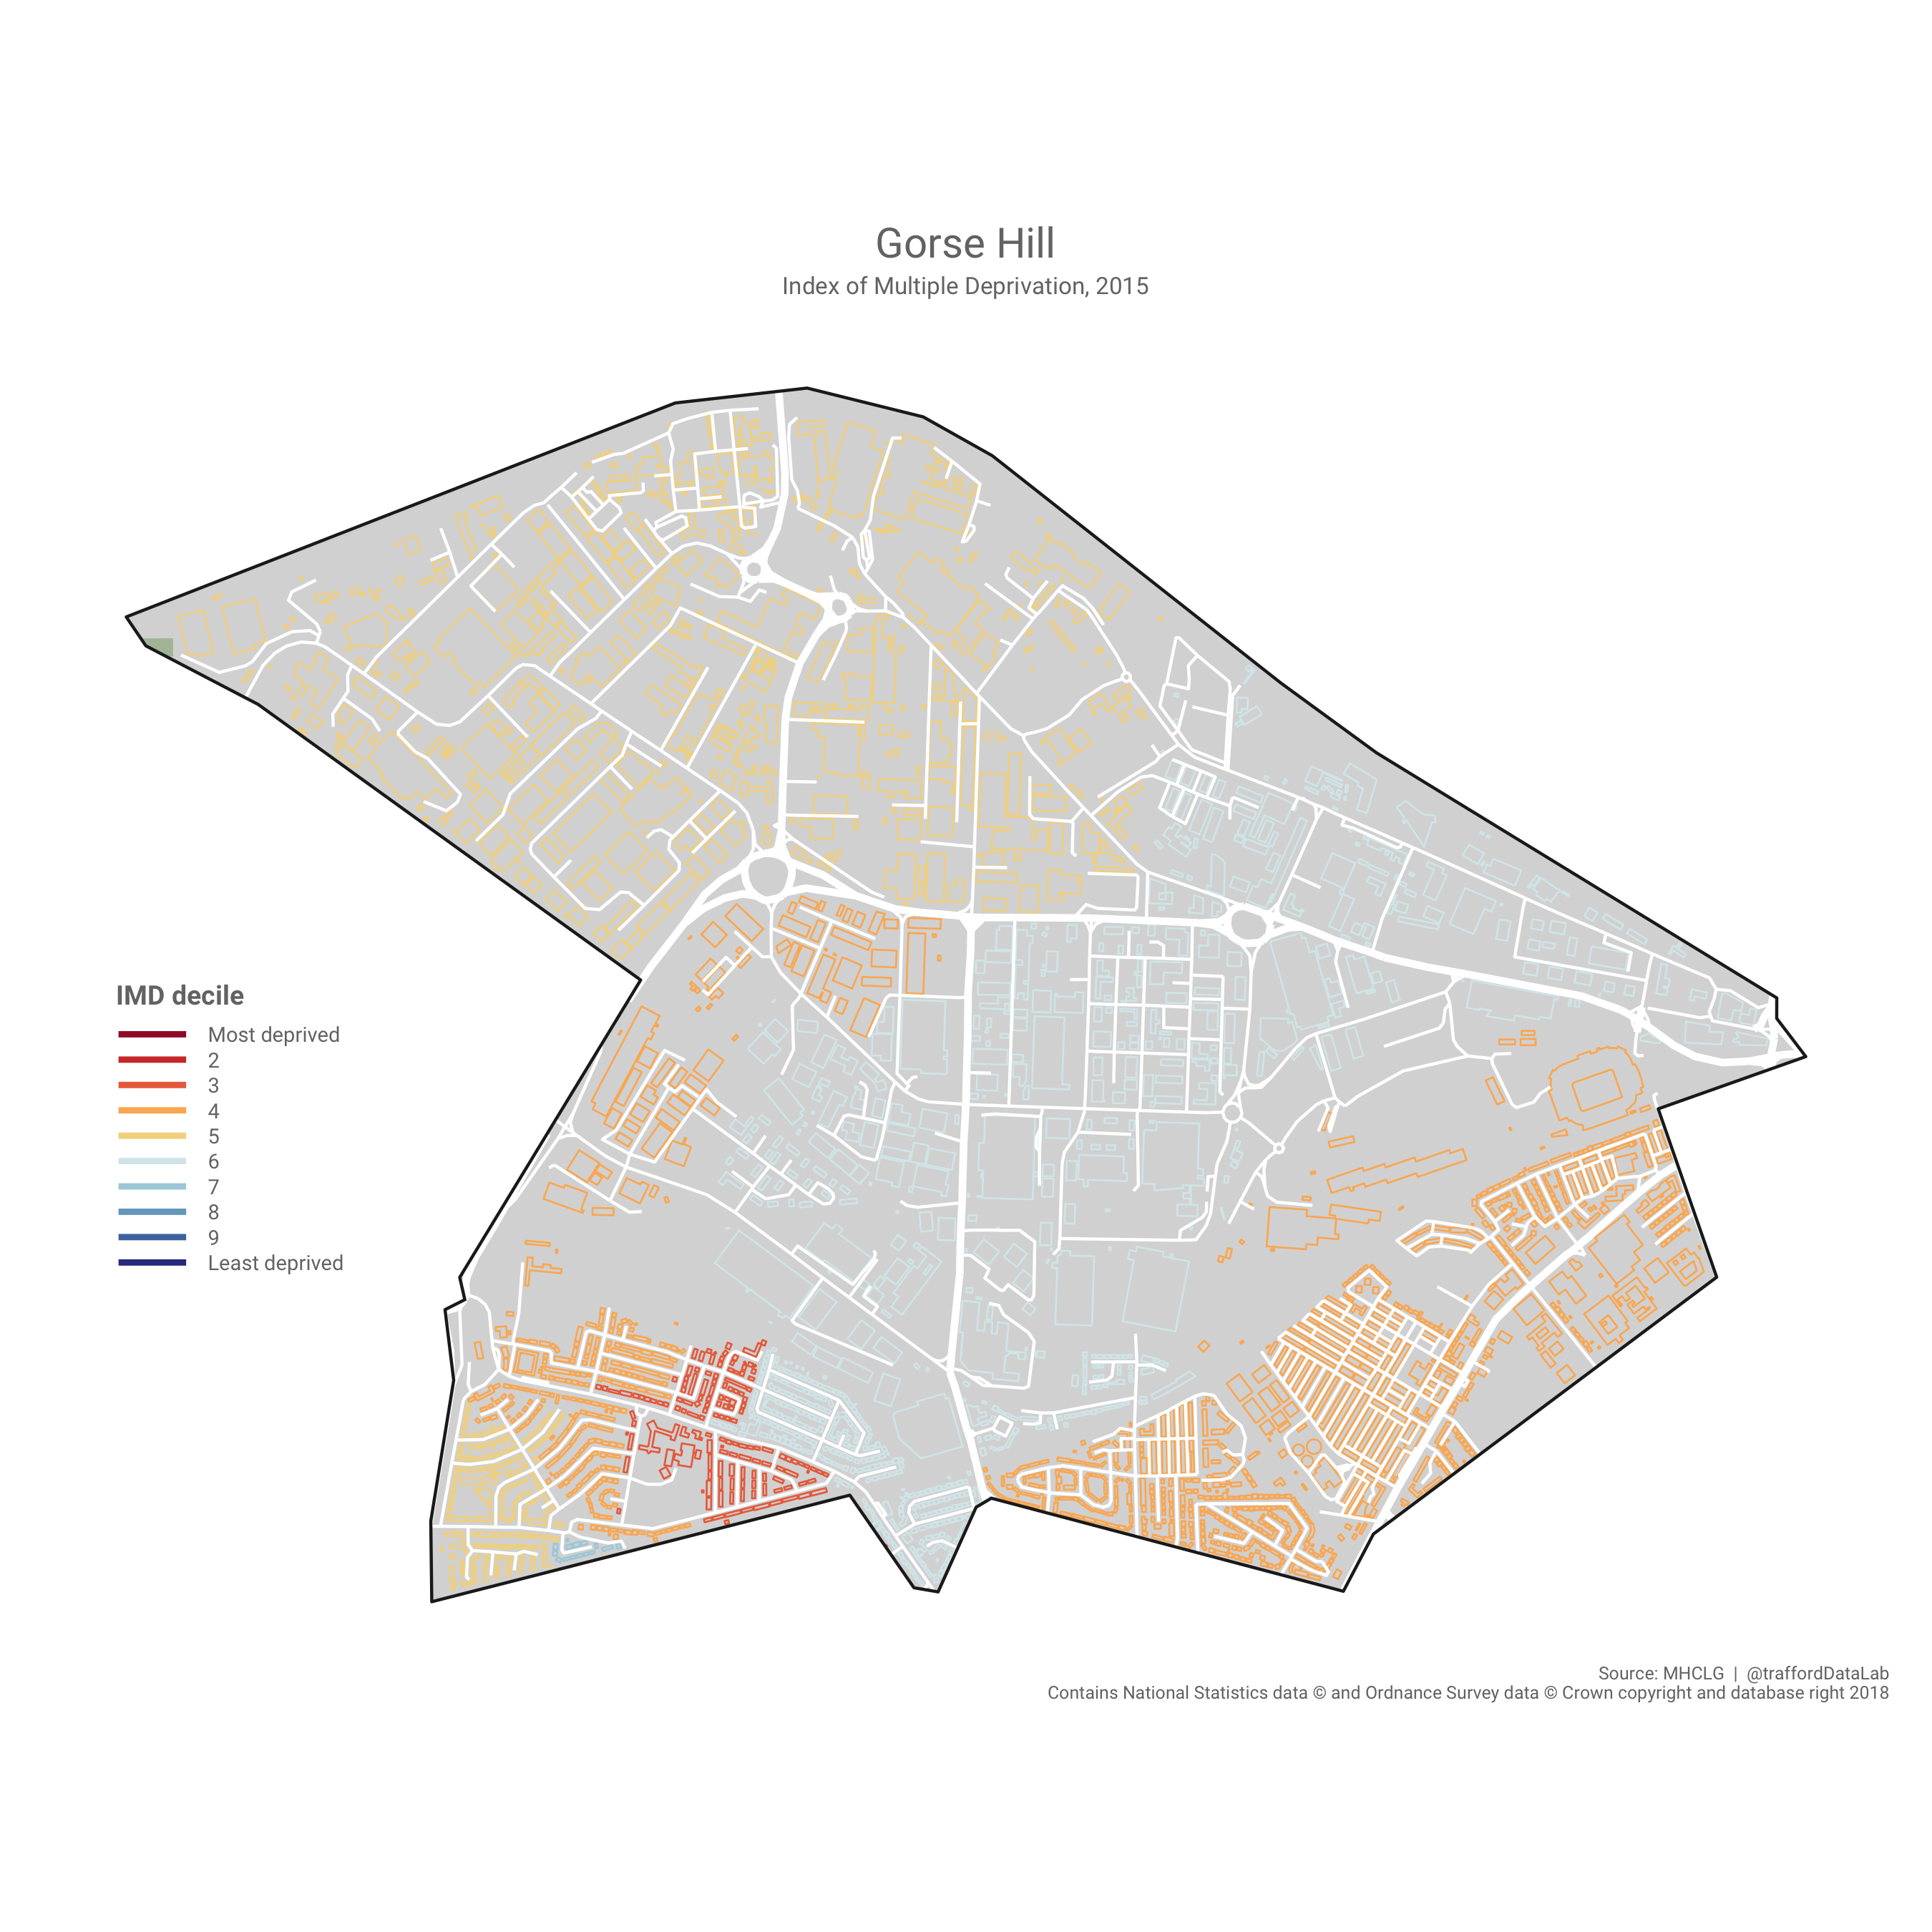 Gorse Hill
Index of Multiple Deprivation, 2015
IMD decile
Most deprived
2
3
4
5
6
7
8
9
Least deprived
Source: MHCLG | @traffordDataLab
Contains National Statistics data © and Ordnance Survey data © Crown copyright and database right 2018